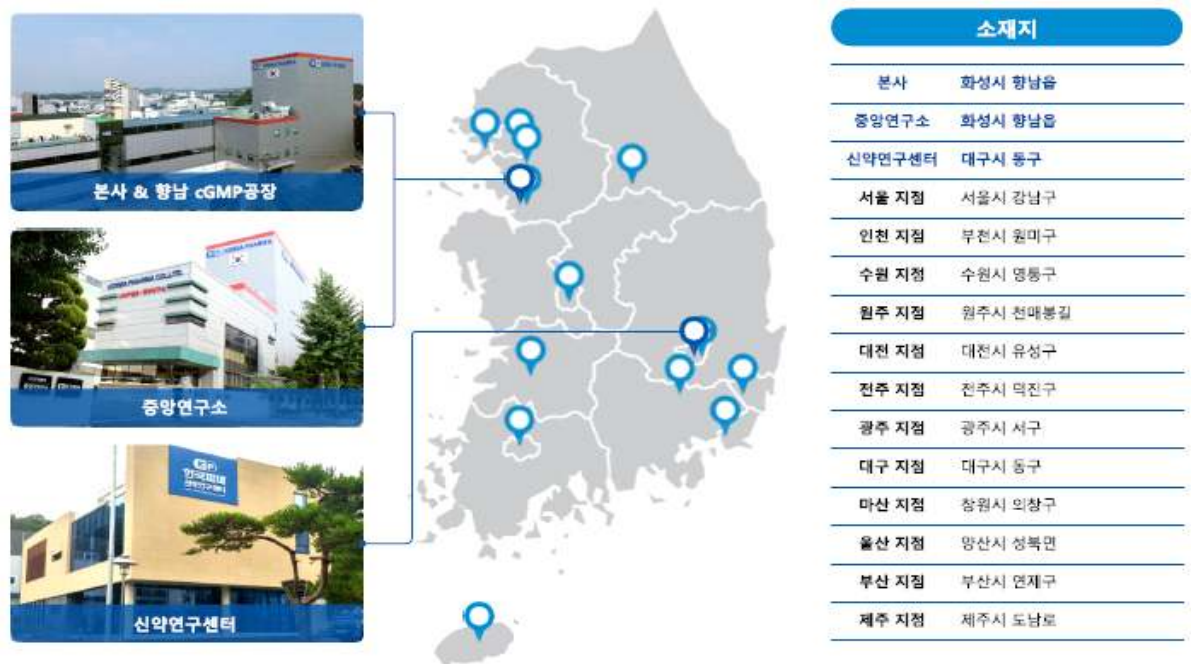 본사 & 향남 cGMP공장
중앙연구소
신약연구센터
소재지
본사 화성시 향남읍
중앙연구소 화성시 향남읍
신약연구센터 대구시 동구
서울 지점 서울시 강남구
인천 지점 부천시 원미구
수원 지점 수원시 영통구
원주 지점 원주시 천매봉길
대전 지점 대전시 유성구
전주 지점 전주시 덕진구
광주 지점 광주시 서구
대구 지점 대구시 동구
마산 지점 창원시 의창구
울산 지점 양산시 성북면
부산 지점 부산시 연제구
제주 지점 제주시 도남로